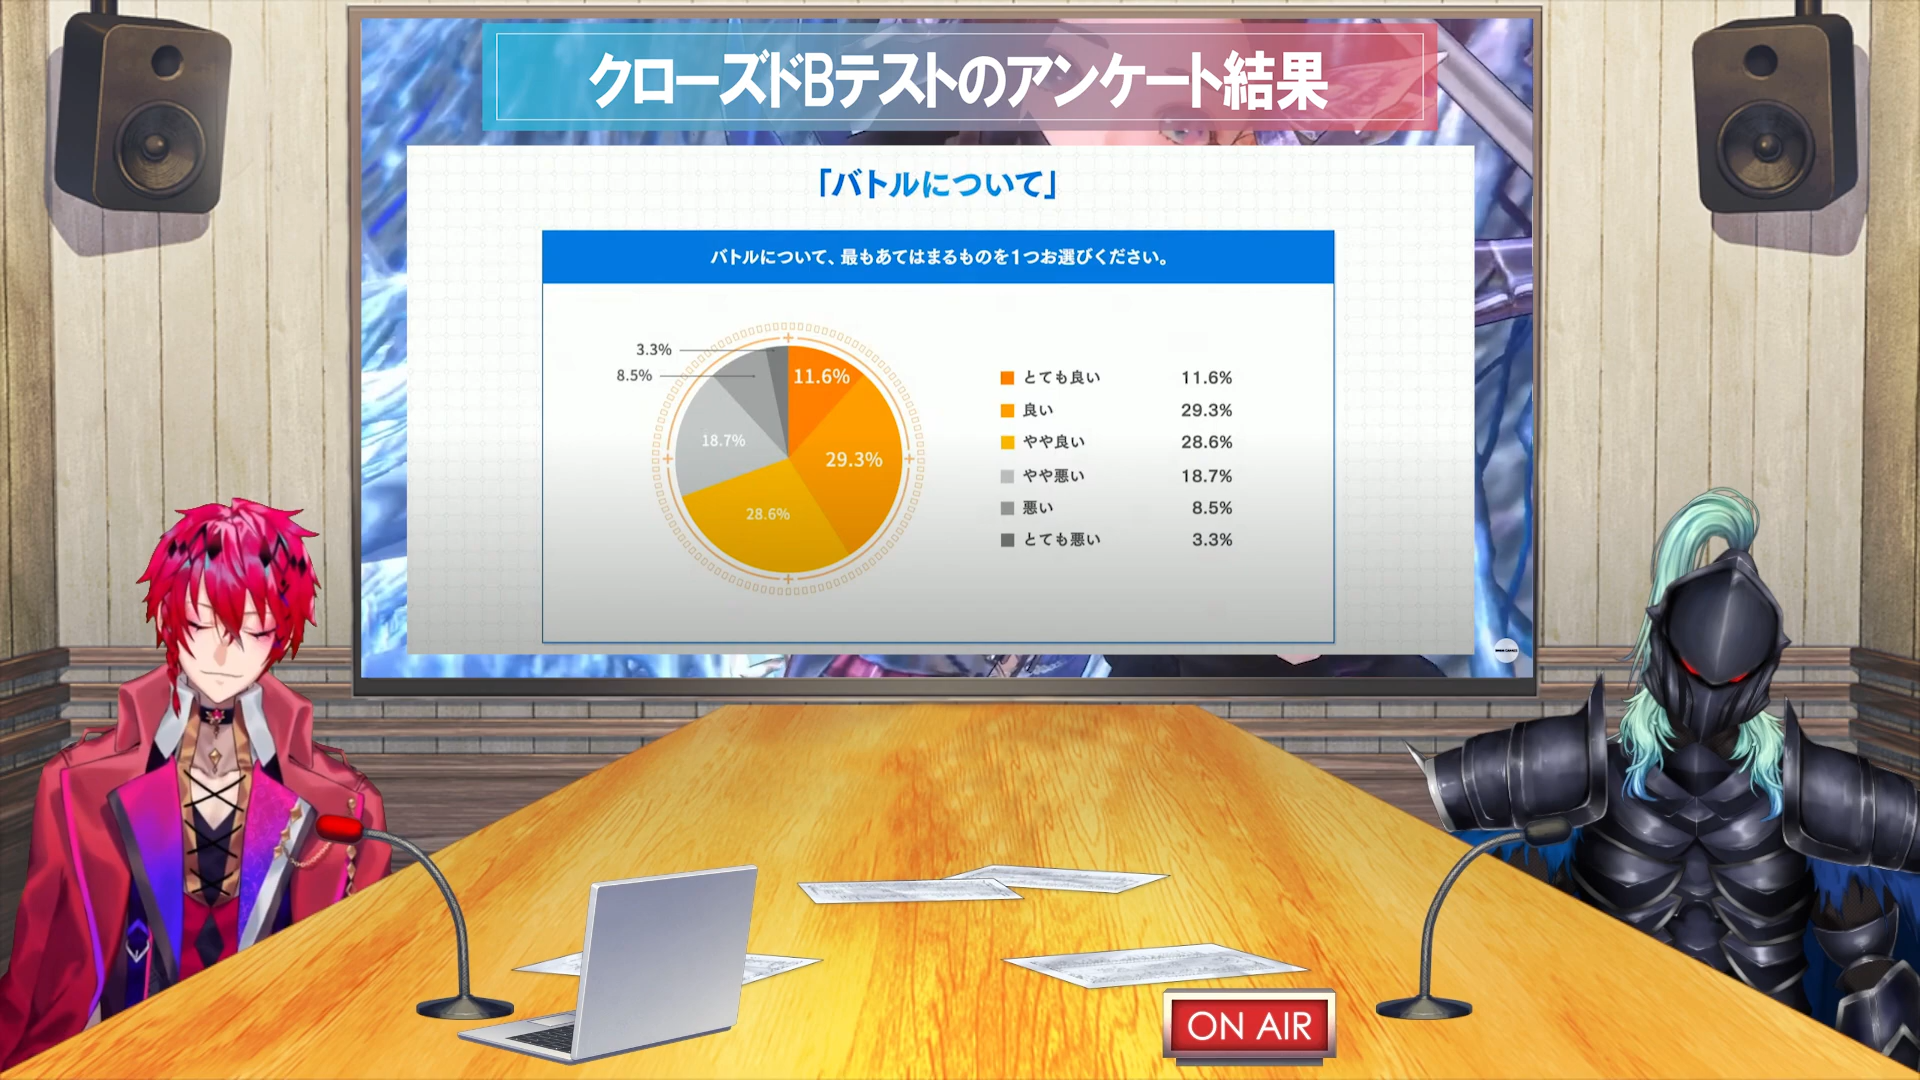 クローズドBテストのアンケート結果
「バトルについて」
バトルについて、最もあてはまるものを1つお選びください。
3.3%
8.5%
11.6%
18.7%
29.3%
28.6%
とても良い 11.6%
良い 29.3%
やや良い 28.6%
やや悪い 18.7%
悪い 8.5%
とても悪い 3.3%
ON AIR